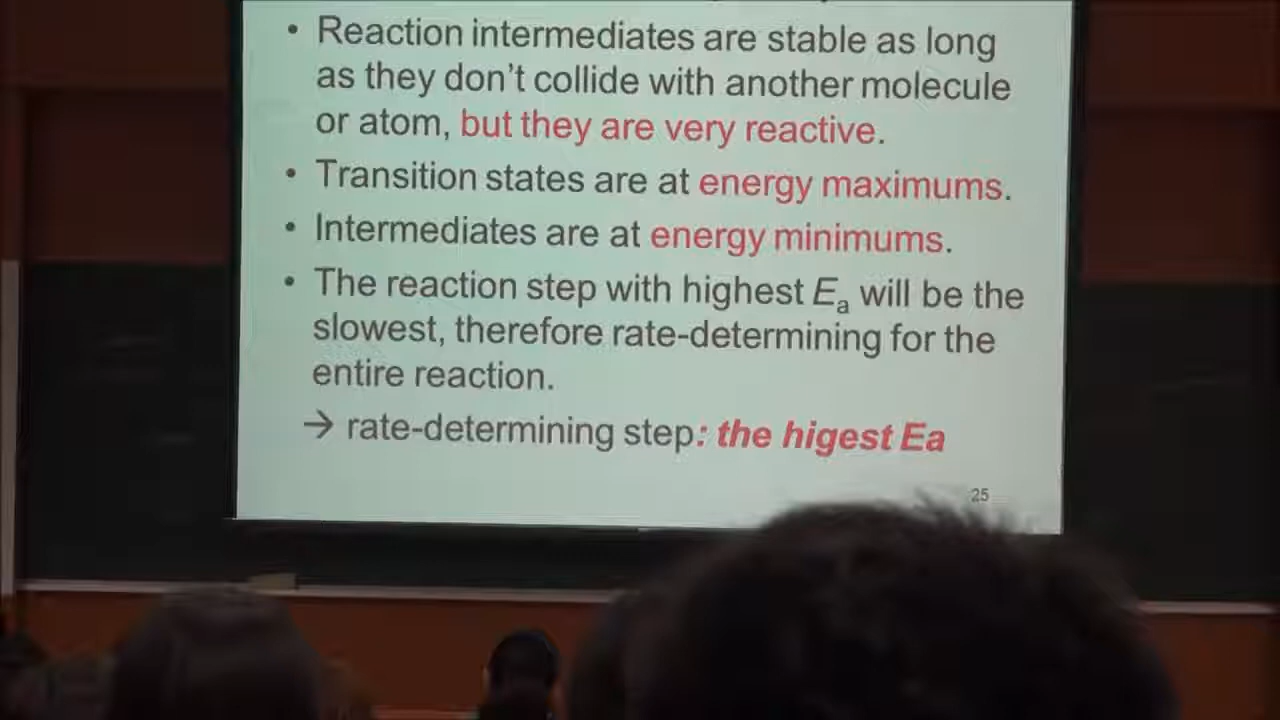 • Reaction intermediates are stable as long
as they don't collide with another molecule
or atom, but they are very reactive.
• Transition states are at energy maximums.
• Intermediates are at energy minimums.
• The reaction step with highest Ea will be the
slowest, therefore rate-determining for the
entire reaction.
→ rate-determining step: the higest Ea
25